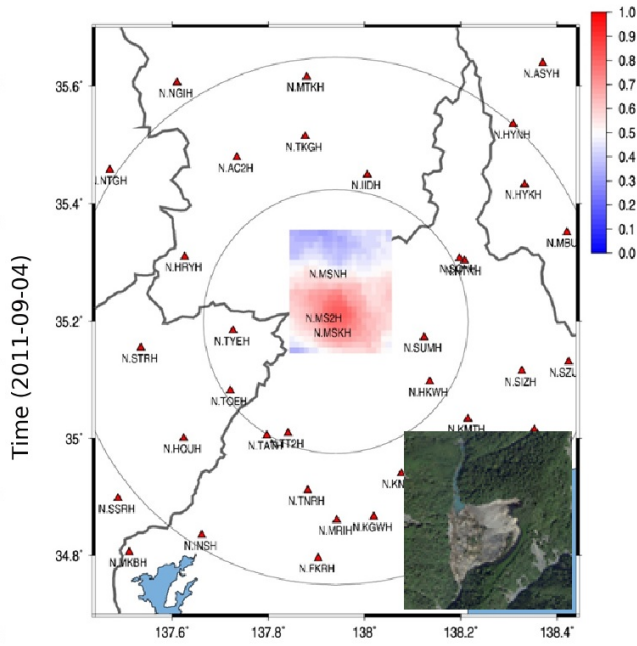 1.0
0.9
0.8
0.7
0.6
0.5
0.4
0.3
0.2
0.1
0.0
35.6
35.4
35.2
35
34.8
Time (2011-09-04)
N.ASYH
N.NGIH
N.MTKH
N.HYNH
N.TKGH
N.AC2H
N.IIDH
.NTGH
N.HYKH
N.MBU
N.HRYH
N.MSNH
N.MS2H
N.MSKH
N.TYEH
N.SUMH
N.STRH
N.SIZH
N.SZU
N.HKWH
N.TOEH
N.KMTH
N.HOUH
N.TT2H
N.KN
N.TNRH
N.SSRH
N.MRIH
N.KGWH
N.INSH
N.MKBH
N.FKRH
137.6°
137.8°
138°
138.2°
138.4°